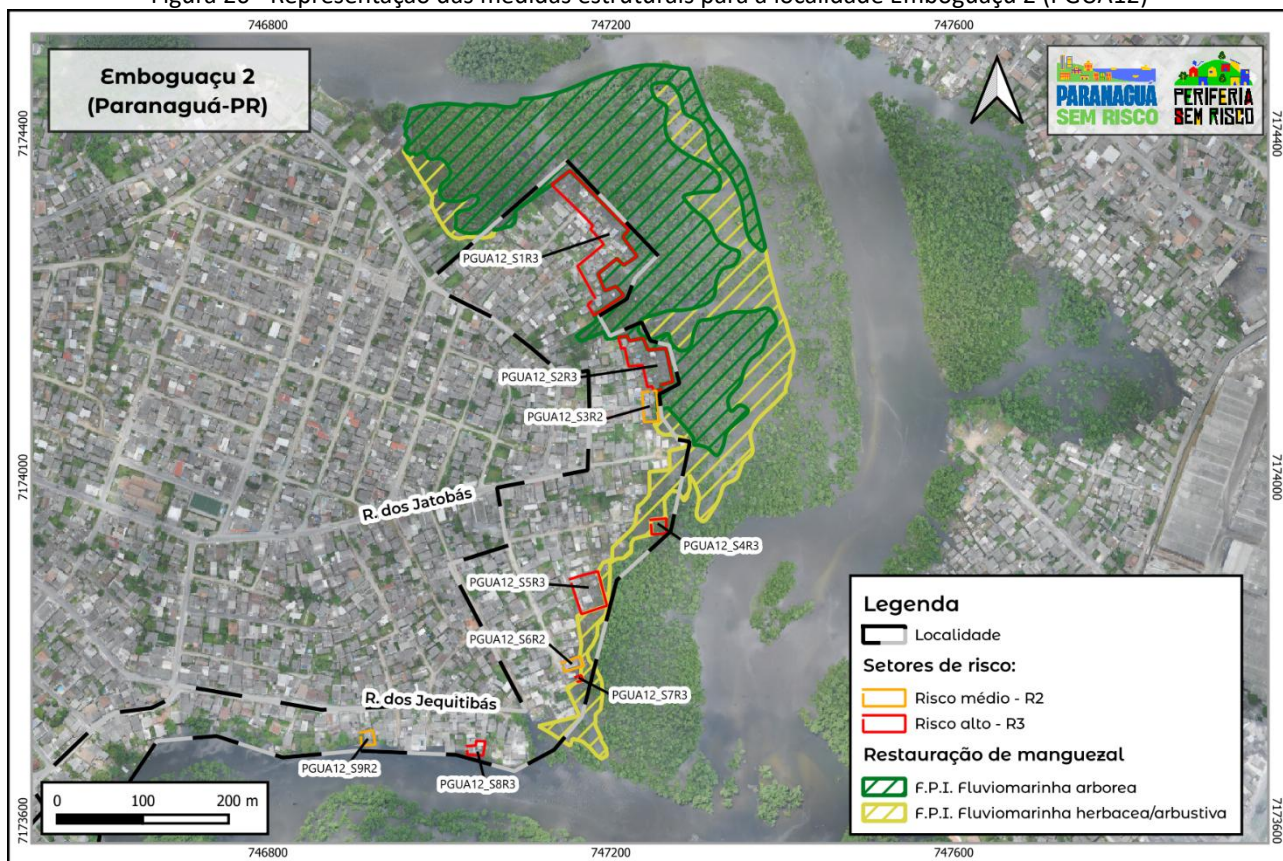 Figura 26 - Representação das medidas estruturais para a localidade Emboguaçu 2 (PGUA12)
746800
747200
747600
Emboguaçu 2
(Paranaguá-PR)
PARANAGUÁ
SEM RISCO
PERIFERIA
SEM RISCO
7174400
7174400
PGUA12_S1R3
PGUA12_S2R3
PGUA12_S3R2
7174000
7174000
R. dos Jatobás
PGUA12_S4R3
PGUA12_S5R3
PGUA12_S6R2
PGUA12_S7R3
R. dos Jequitibás
PGUA12_S9R2
PGUA12_S8R3
Legenda
Localidade
Setores de risco:
Risco médio - R2
Risco alto - R3
Restauração de manguezal
F.P.I. Fluviomarinha arborea
F.P.I. Fluviomarinha herbacea/arbustiva
0 100 200 m
7173600
7173600
746800
747200
747600